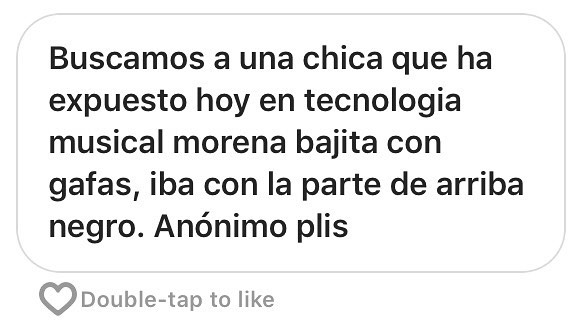 Buscamos a una chica que ha
expuesto hoy en tecnologia
musical morena bajita con
gafas, iba con la parte de arriba
negro. Anónimo plis
Double-tap to like